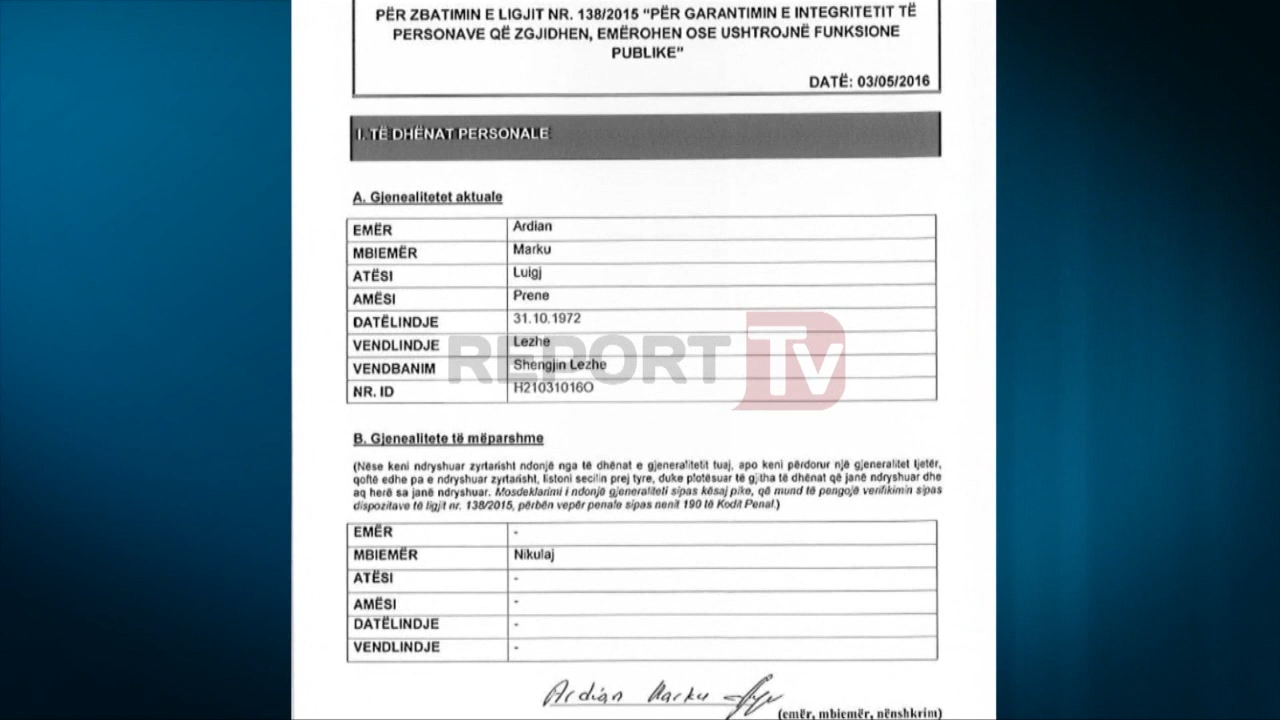 PËR ZBATIMIN E LIGJIT NR. 138/2015 "PËR GARANTIMIN E INTEGRITETIT TË
PERSONAVE QË ZGJIDHEN, EMËROHEN OSE USHTROJNË FUNKSIONE
PUBLIKE"
DATË: 03/05/2016
I. TË DHËNAT PERSONALE
A. Gjenealitetet aktuale
EMËR Ardian
MBIEMËR Marku
ATËSI Luigj
AMËSI Prene
DATËLINDJE 31.10.1972
VENDLINDJE Lezhe
VENDBANIM Shengjin Lezhe
NR. ID H21031016O
REPORT Tv
B. Gjenealitete të mëparshme
(Nëse keni ndryshuar zyrtarisht ndonjë nga të dhënat e gjeneralitetit tuaj, apo keni përdorur një gjeneralitet tjetër,
qoftë edhe pa e ndryshuar zyrtarisht, listoni secilin prej tyre, duke plotësuar të gjitha të dhënat që janë ndryshuar dhe
aq herë sa janë ndryshuar. Mosdeklarimi i ndonjë gjeneraliteti sipas kësaj pike, që mund të pengojë verifikimin sipas
dispozitave të ligjit nr. 138/2015, përbën vepër penale sipas nenit 190 të Kodit Penal.)
EMËR -
MBIEMËR Nikulaj
ATËSI -
AMËSI -
DATËLINDJE -
VENDLINDJE -
Ardian Marku
(emër, mbiemër, nënshkrim)